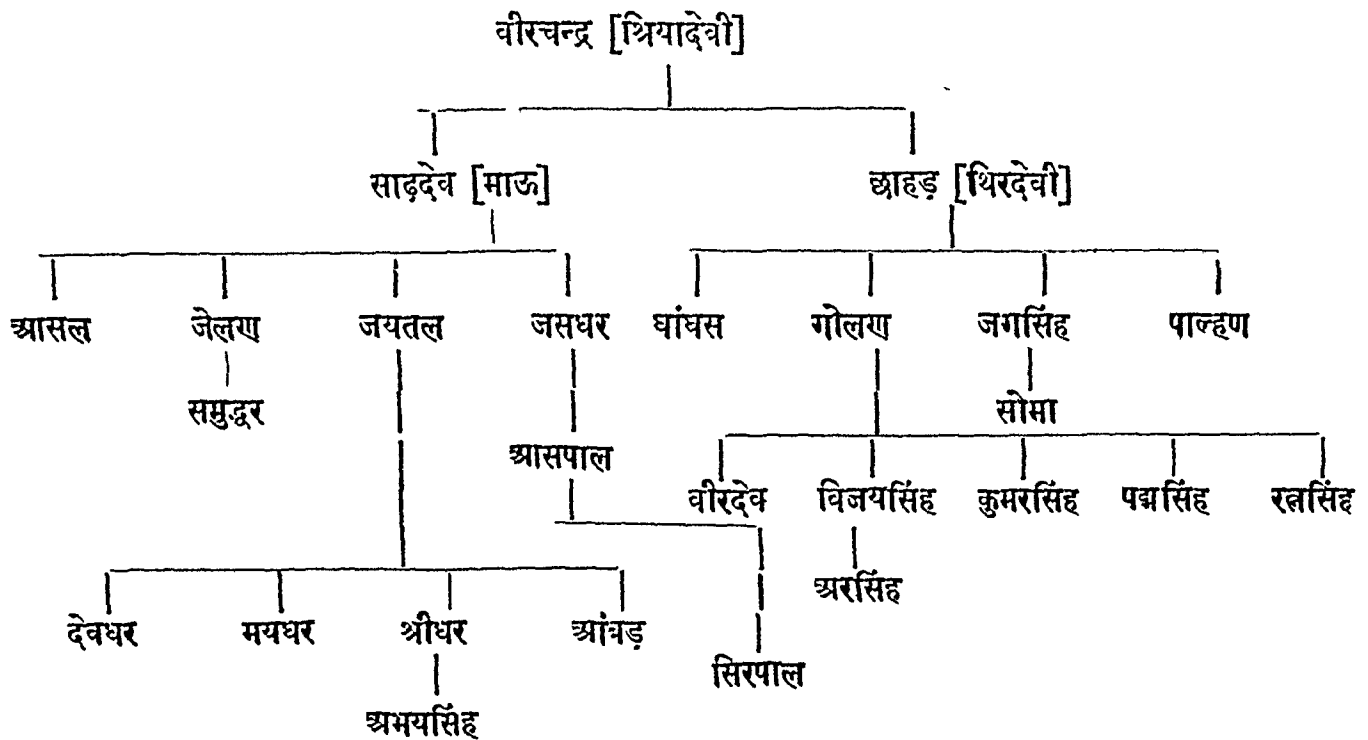 वीरचन्द्र [श्रियादेवी]
साढ़देव [माऊ] छाहड़ [थिरदेवी]
आसल जेलण जयतल जसधर घांघस गोलण जगसिंह पाल्हण
समुद्धर सोमा
आसपाल
वीरदेव विजयसिंह कुमरसिंह पद्मसिंह रत्नसिंह
अरसिंह
देवधर मयधर श्रीधर आंबड़
सिरपाल
अभयसिंह